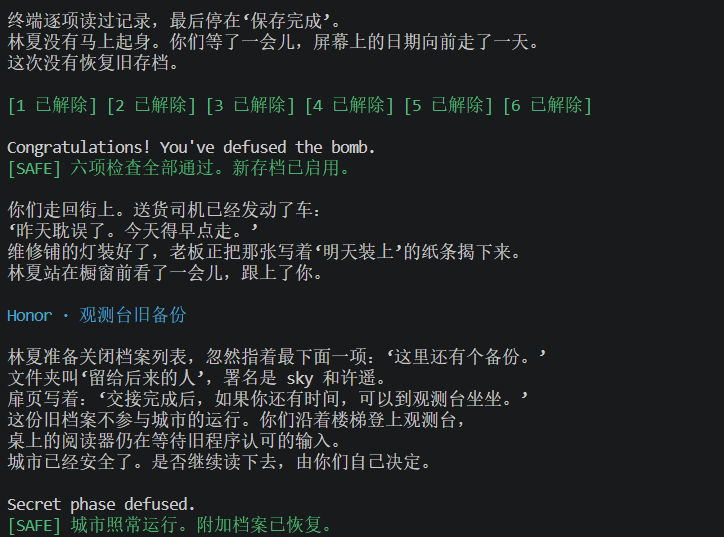 终端逐项读过记录，最后停在‘保存完成’。
林夏没有马上起身。你们等了一会儿，屏幕上的日期向前走了一天。
这次没有恢复旧存档。
[1 已解除] [2 已解除] [3 已解除] [4 已解除] [5 已解除] [6 已解除]
Congratulations! You've defused the bomb.
[SAFE] 六项检查全部通过。新存档已启用。
你们走回街上。送货司机已经发动了车：
‘昨天耽误了。今天得早点走。’
维修铺的灯装好了，老板正把那张写着‘明天装上’的纸条揭下来。
林夏站在橱窗前看了一会儿，跟上了你。
Honor · 观测台旧备份
林夏准备关闭档案列表，忽然指着最下面一项：‘这里还有个备份。’
文件夹叫‘留给后来的人’，署名是 sky 和许遥。
扉页写着：‘交接完成后，如果你还有时间，可以到观测台坐坐。’
这份旧档案不参与城市的运行。你们沿着楼梯登上观测台，
桌上的阅读器仍在等待旧程序认可的输入。
城市已经安全了。是否继续读下去，由你们自己决定。
Secret phase defused.
[SAFE] 城市照常运行。附加档案已恢复。